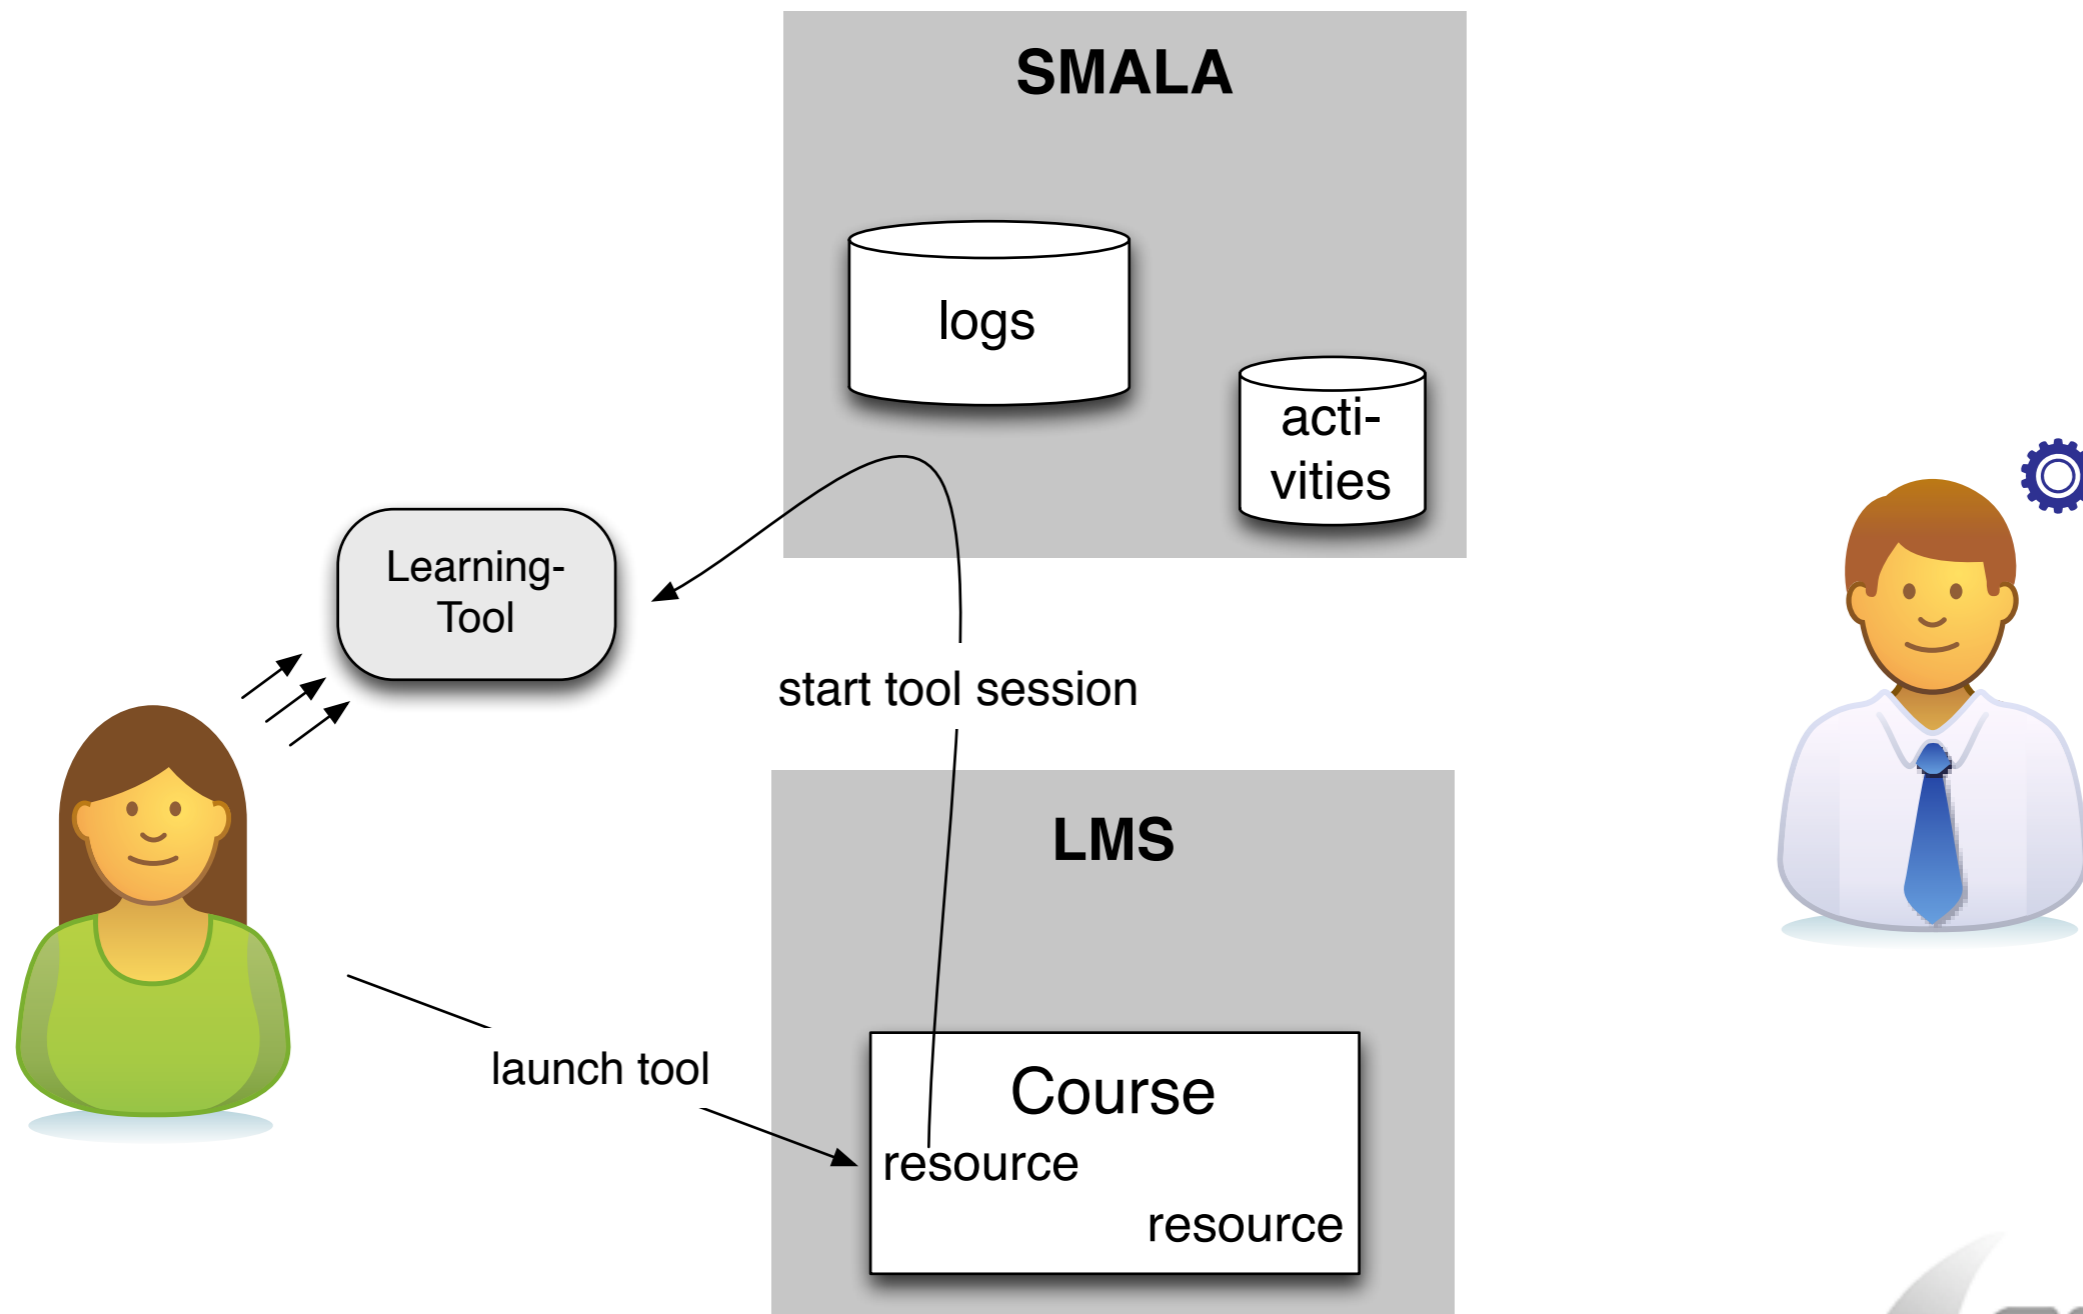 SMALA
logs
acti-
vities
Learning-
Tool
start tool session
LMS
launch tool
Course
resource
resource